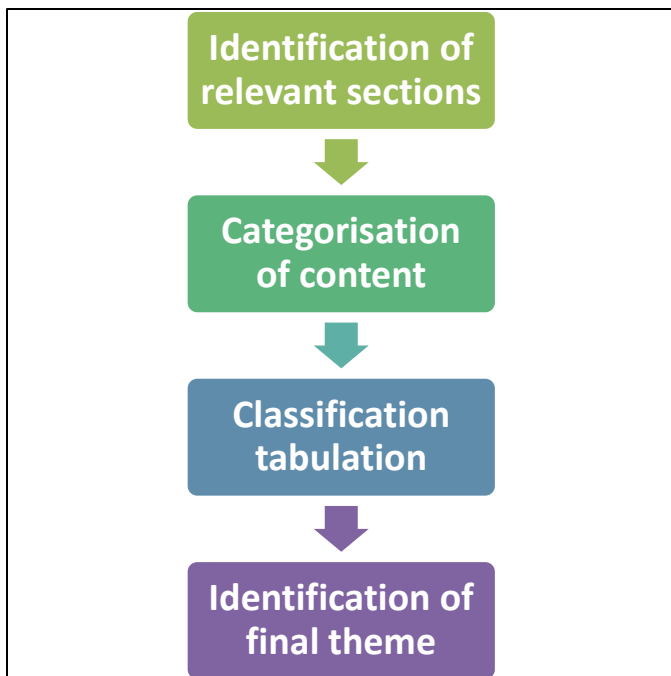 Identification of
relevant sections
Categorisation
of content
Classification
tabulation
Identification of
final theme